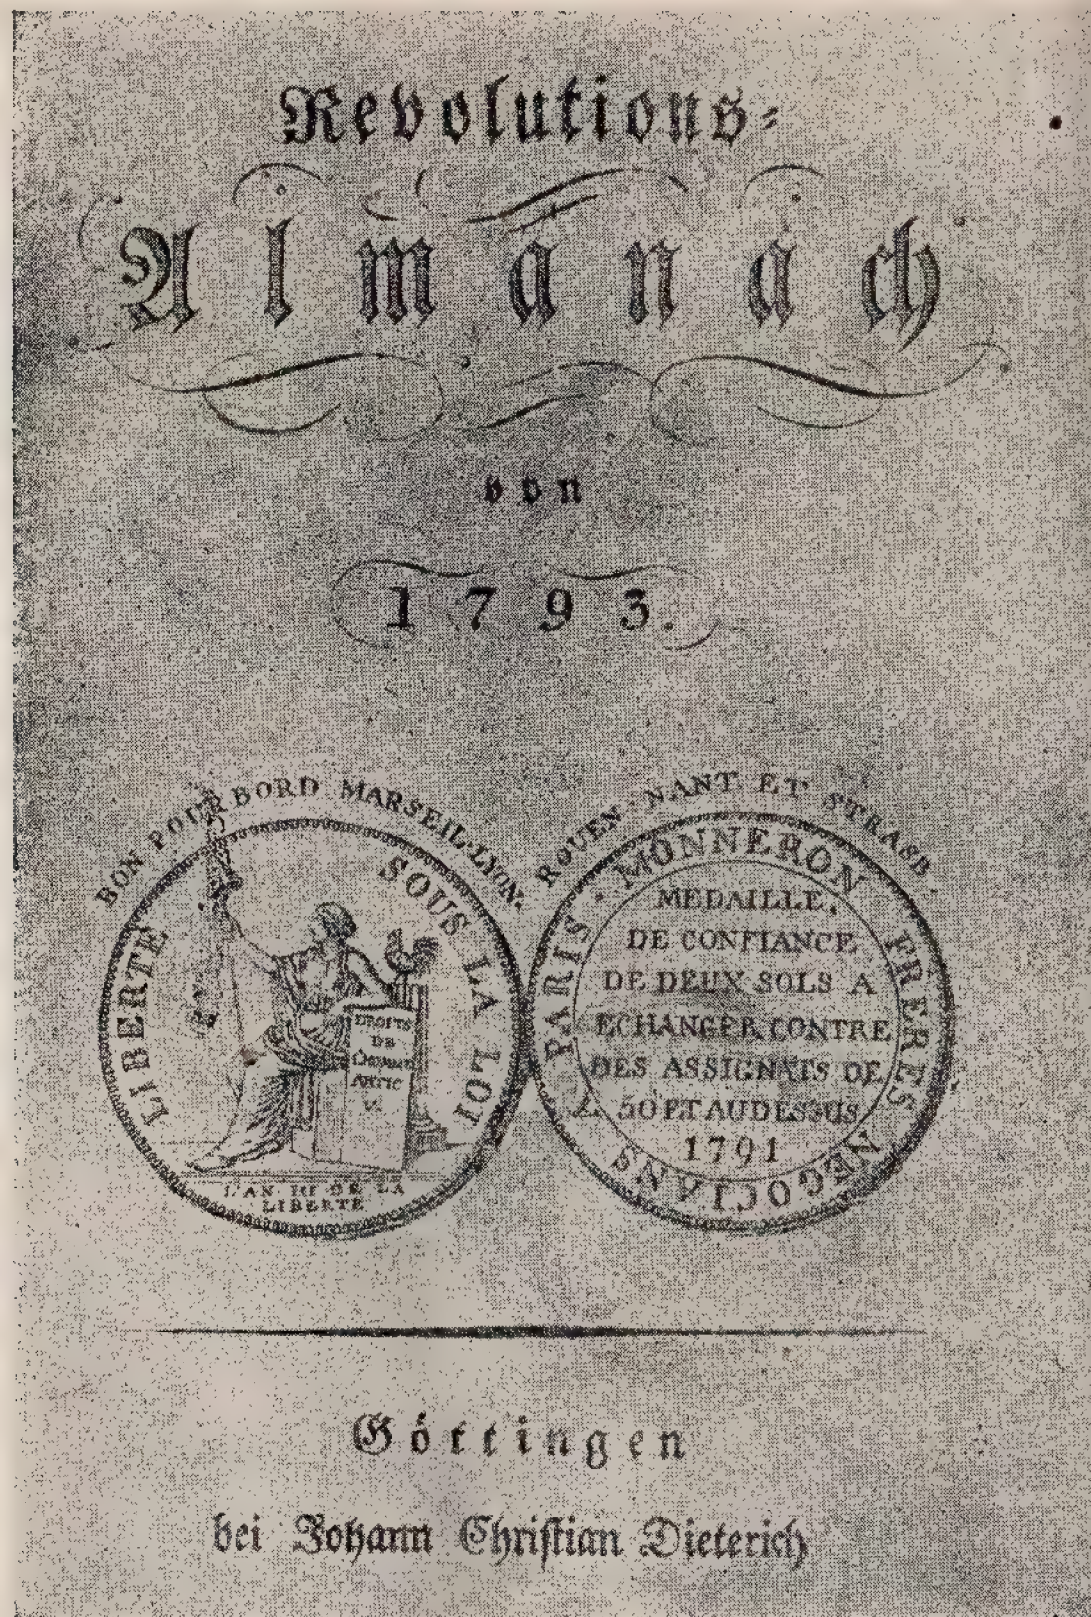 Revolutions-
Almanach
von
1793.
BON POUR BORD MARSEIL. LYON.
ROUEN. NANT ET STRASB.
LIBERTE SOUS LA LOI
DROITS
DE
L'HOMME
ARTIC
V.
L'AN. III DE LA
LIBERTE
MONNERON FRERES NEGOCIANS PARIS.
MEDAILLE.
DE CONFIANCE
DE DEUX SOLS A
ECHANGER CONTRE
DES ASSIGNATS DE
50 ET AUDESSUS
1791
Göttingen
bei Johann Christian Dieterich